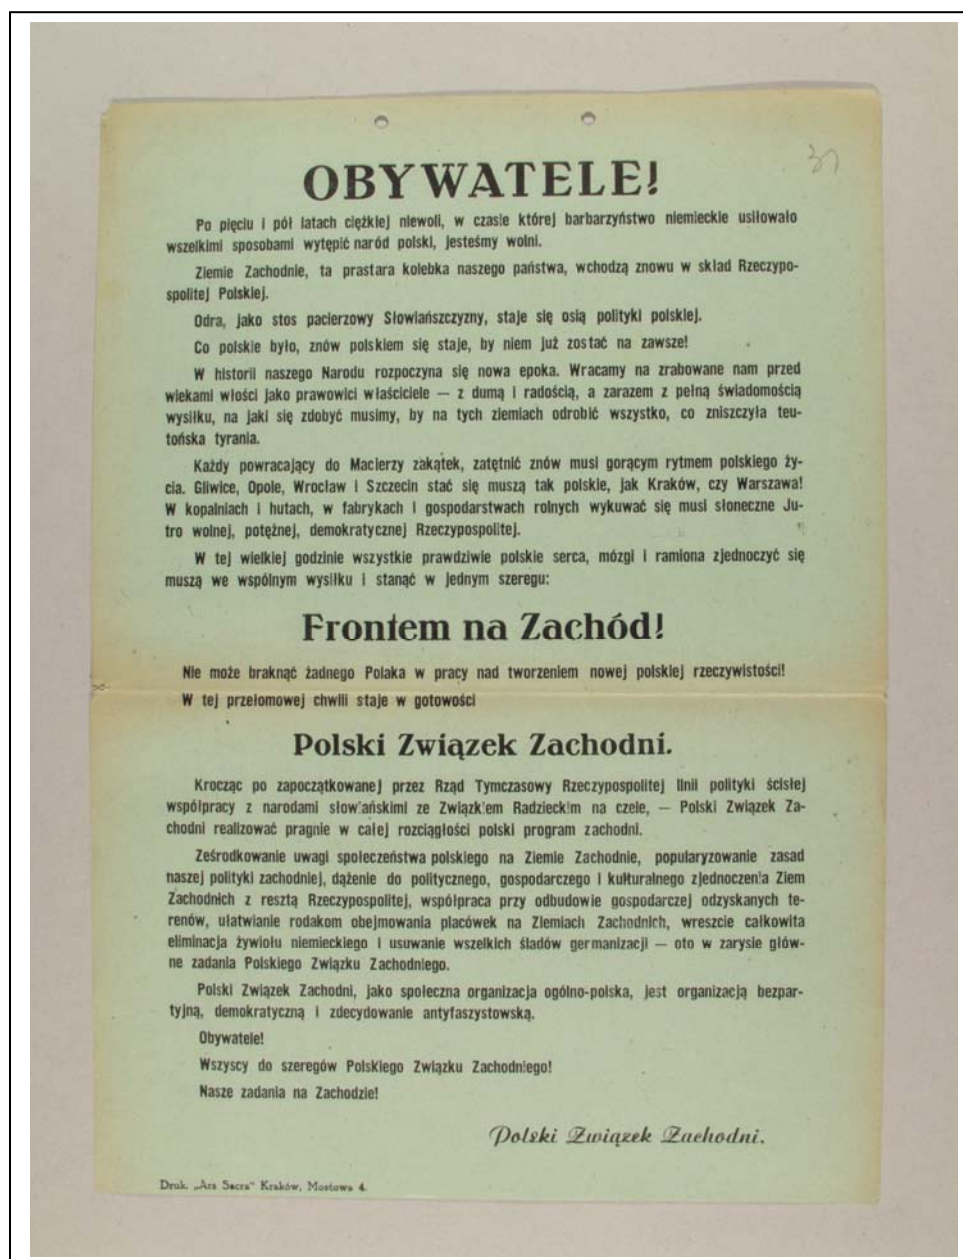 OBYWATELE!
Po pięciu i pół latach ciężkiej niewoli, w czasie której barbarzyństwo niemieckie usiłowało
wszelkimi sposobami wytępić naród polski, jesteśmy wolni.
Ziemie Zachodnie, ta prastara kolebka naszego państwa, wchodzą znowu w skład Rzeczypo-
spolitej Polskiej.
Odra, jako stos pacierzowy Słowiańszczyzny, staje się osią polityki polskiej.
Co polskie było, znów polskiem się staje, by niem już zostać na zawsze!
W historii naszego Narodu rozpoczyna się nowa epoka. Wracamy na zrabowane nam przed
wiekami włości jako prawowici właściciele — z dumą i radością, a zarazem z pełną świadomością
wysiłku, na jaki się zdobyć musimy, by na tych ziemiach odrobić wszystko, co zniszczyła teu-
tońska tyrania.
Każdy powracający do Macierzy zakątek, zatętnić znów musi gorącym rytmem polskiego ży-
cia. Gliwice, Opole, Wrocław i Szczecin stać się muszą tak polskie, jak Kraków, czy Warszawa!
W kopalniach i hutach, w fabrykach i gospodarstwach rolnych wykuwać się musi słoneczne Ju-
tro wolnej, potężnej, demokratycznej Rzeczypospolitej.
W tej wielkiej godzinie wszystkie prawdziwie polskie serca, mózgi i ramiona zjednoczyć się
muszą we wspólnym wysiłku i stanąć w jednym szeregu:
Frontem na Zachód!
Nie może braknąć żadnego Polaka w pracy nad tworzeniem nowej polskiej rzeczywistości!
W tej przełomowej chwili staje w gotowości
Polski Związek Zachodni.
Krocząc po zapoczątkowanej przez Rząd Tymczasowy Rzeczypospolitej linii polityki ścisłej
współpracy z narodami słowiańskimi ze Związkiem Radzieckim na czele, — Polski Związek Za-
chodni realizować pragnie w całej rozciągłości polski program zachodni.
Ześrodkowanie uwagi społeczeństwa polskiego na Ziemie Zachodnie, popularyzowanie zasad
naszej polityki zachodniej, dążenie do politycznego, gospodarczego i kulturalnego zjednoczenia Ziem
Zachodnich z resztą Rzeczypospolitej, współpraca przy odbudowie gospodarczej odzyskanych te-
renów, ułatwianie rodakom obejmowania placówek na Ziemiach Zachodnich, wreszcie całkowita
eliminacja żywiołu niemieckiego i usuwanie wszelkich śladów germanizacji — oto w zarysie głów-
ne zadania Polskiego Związku Zachodniego.
Polski Związek Zachodni, jako społeczna organizacja ogólno-polska, jest organizacją bezpar-
tyjną, demokratyczną i zdecydowanie antyfaszystowską.
Obywatele!
Wszyscy do szeregów Polskiego Związku Zachodniego!
Nasze zadania na Zachodzie!
Polski Związek Zachodni.
Druk. „Ars Sacra" Kraków, Mostowa 4.